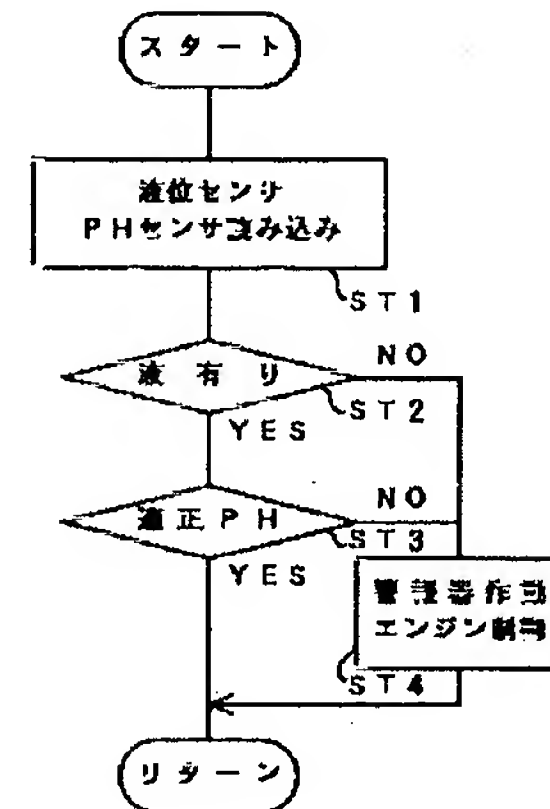 スタート
液位センサ
PHセンサ読み込み
ST1
液有り
NO
ST2
YES
適正PH
NO
ST3
YES
警報器作動
エンジン制御
ST4
リターン